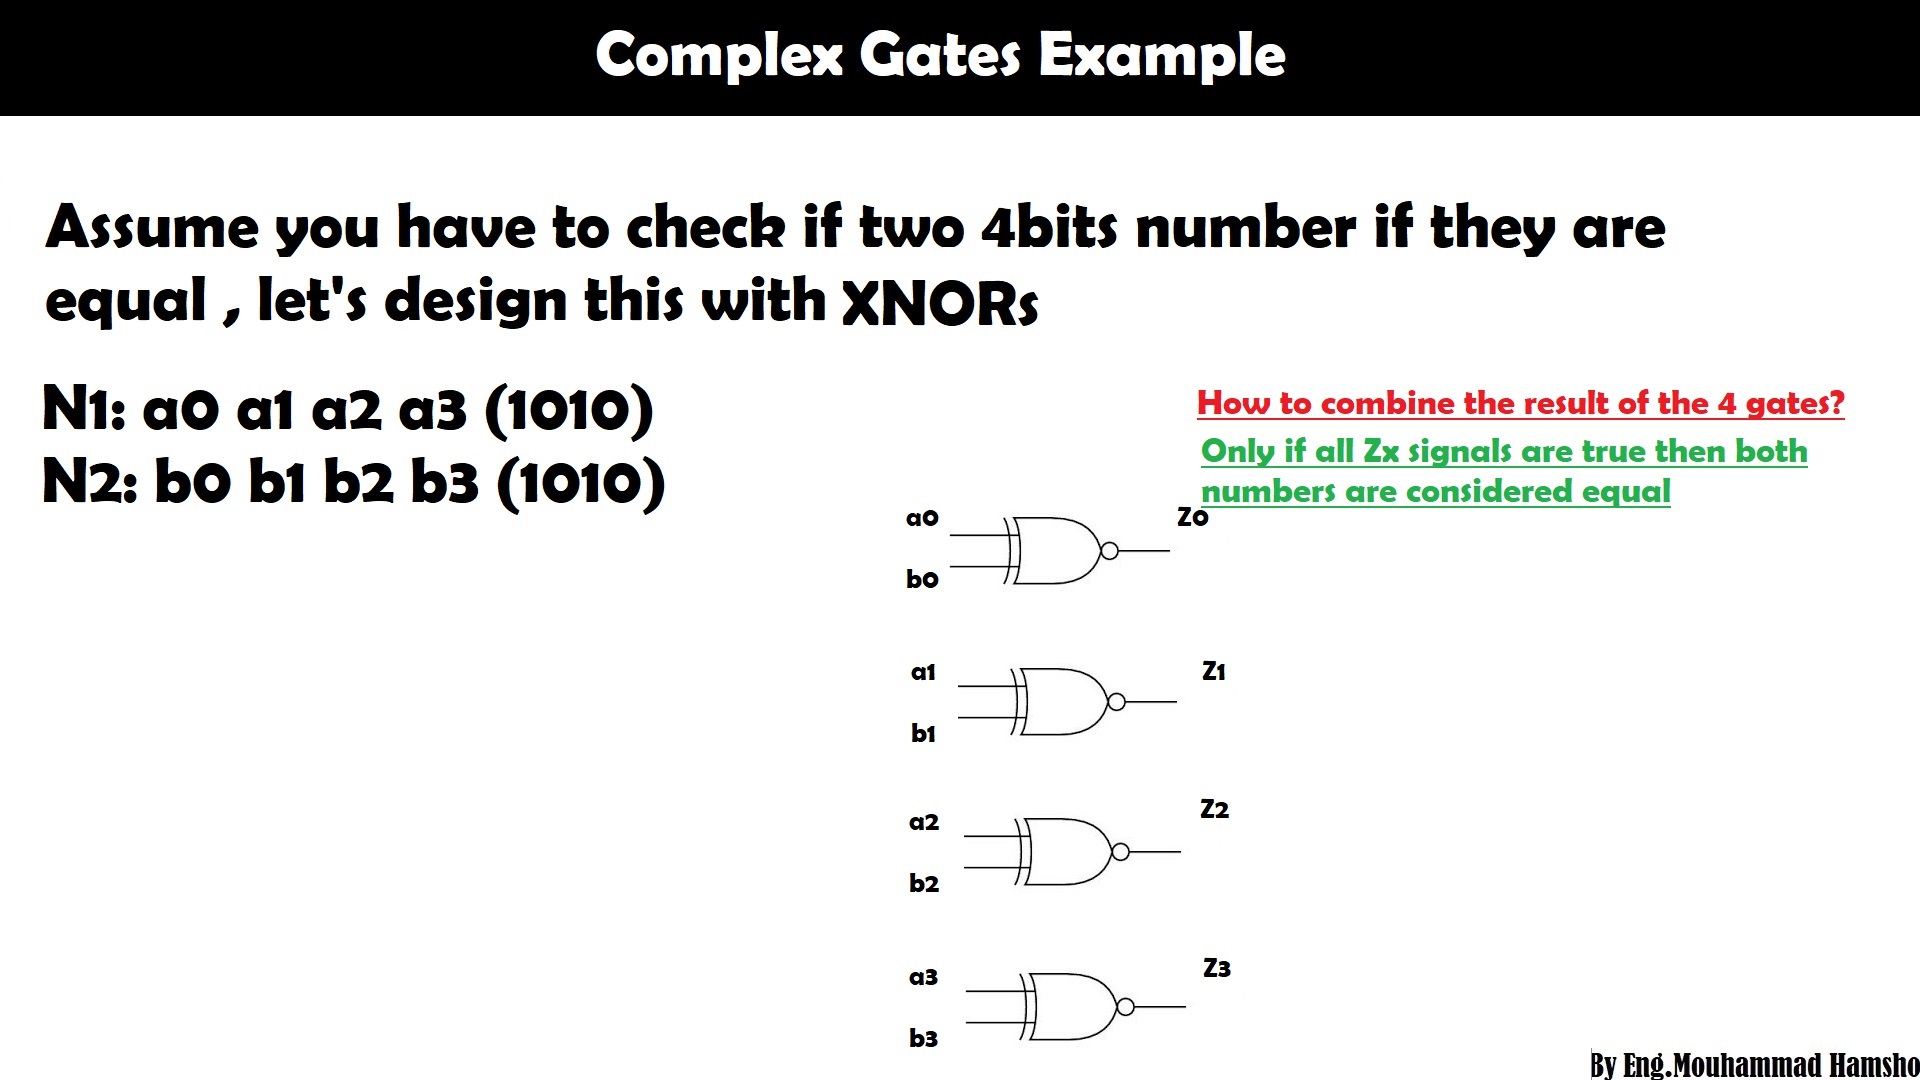 Complex Gates Example
Assume you have to check if two 4bits number if they are
equal , let's design this with XNORs
N1: a0 a1 a2 a3 (1010)
N2: b0 b1 b2 b3 (1010)
How to combine the result of the 4 gates?
Only if all Zx signals are true then both
numbers are considered equal
a0
Z0
b0
a1
Z1
b1
Z2
a2
b2
Z3
a3
b3
By Eng.Mouhammad Hamsho